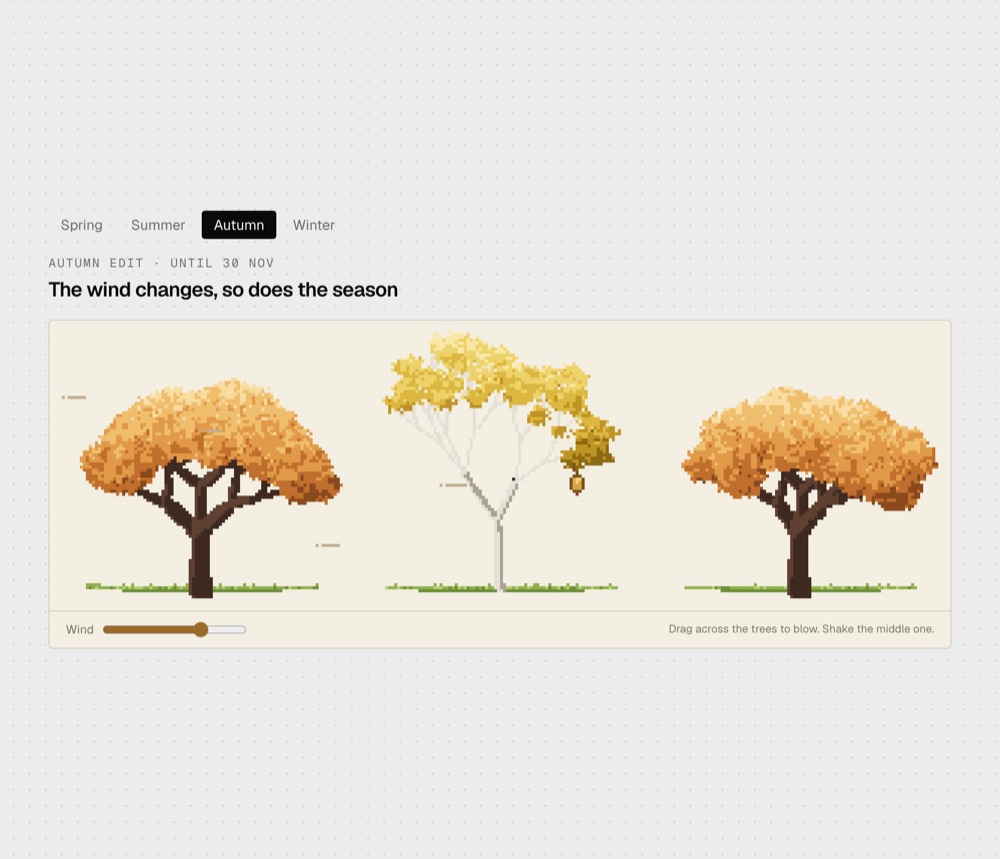 Spring Summer Autumn Winter
AUTUMN EDIT · UNTIL 30 NOV
The wind changes, so does the season
Wind
Drag across the trees to blow. Shake the middle one.